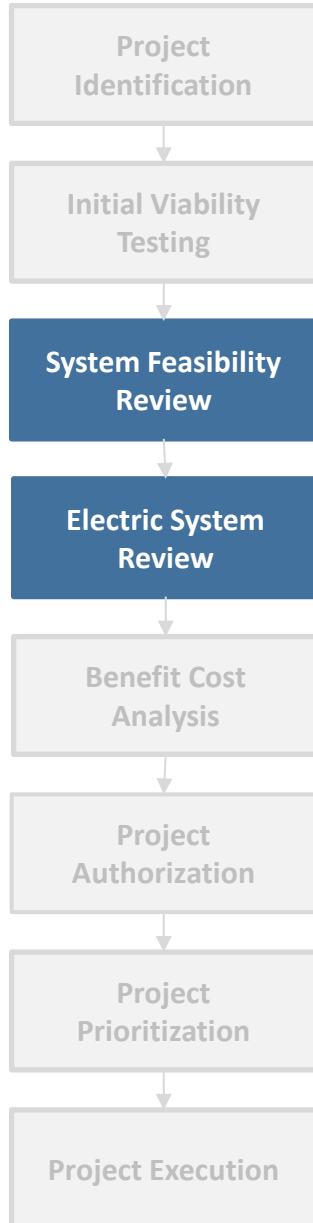 Project
Identification
Initial Viability
Testing
System Feasibility
Review
Electric System
Review
Benefit Cost
Analysis
Project
Authorization
Project
Prioritization
Project Execution